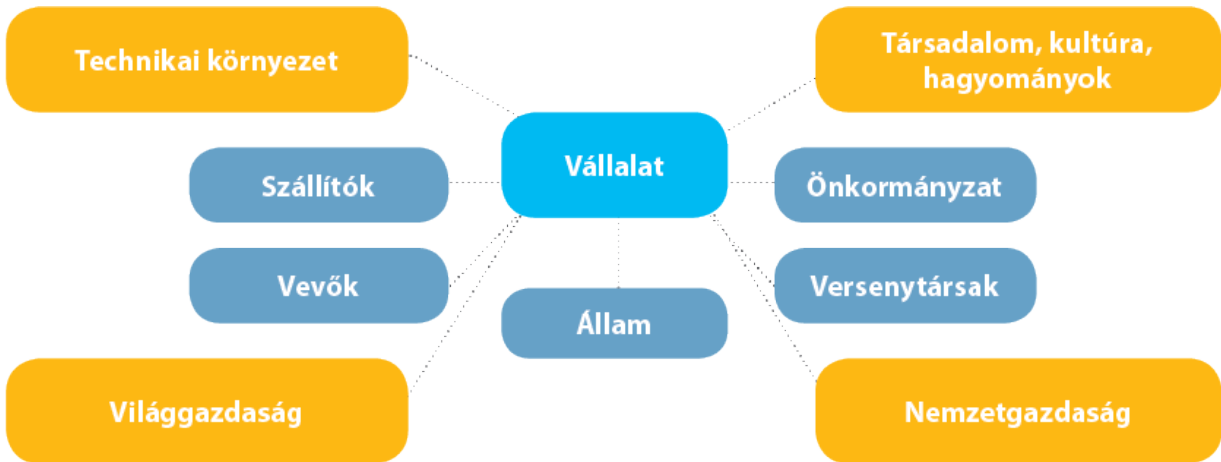 Technikai környezet
Társadalom, kultúra,
hagyományok
Vállalat
Szállítók
Önkormányzat
Vevők
Versenytársak
Állam
Világgazdaság
Nemzetgazdaság